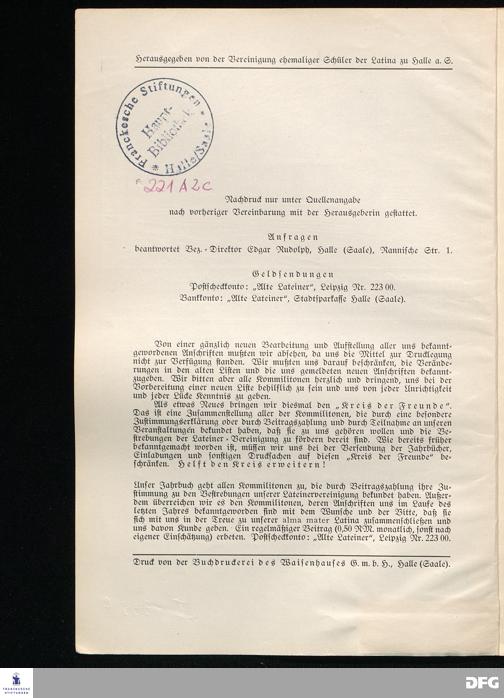 Herausgegeben von der Vereinigung ehemaliger Schüler der Latina zu Halle a. S.
Franckesche Stiftungen
Haupt-
Bibliothek
* Halle/Saale *
221 A 2 c
Nachdruck nur unter Quellenangabe
nach vorheriger Vereinbarung mit der Herausgeberin gestattet.
Anfragen
beantwortet Bez.-Direktor Edgar Rudolph, Halle (Saale), Rannische Str. 1.
Geldsendungen
Postscheckkonto: „Alte Lateiner“, Leipzig Nr. 223 00.
Bankkonto: „Alte Lateiner“, Stadtsparkasse Halle (Saale).
Von einer gänzlich neuen Bearbeitung und Aufstellung aller uns bekannt-
gewordenen Anschriften mußten wir absehen, da uns die Mittel zur Drucklegung
nicht zur Verfügung standen. Wir mußten uns darauf beschränken, die Verände-
rungen in den alten Listen und die uns gemeldeten neuen Anschriften bekannt-
zugeben. Wir bitten aber alle Kommilitonen herzlich und dringend, uns bei der
Vorbereitung einer neuen Liste behilflich zu sein und uns von jeder Unrichtigkeit
und jeder Lücke Kenntnis zu geben.
Als etwas Neues bringen wir diesmal den „Kreis der Freunde“.
Das ist eine Zusammenstellung aller der Kommilitonen, die durch eine besondere
Zustimmungserklärung oder durch Beitragszahlung und durch Teilnahme an unseren
Veranstaltungen bekundet haben, daß sie zu uns gehören wollen und die Be-
strebungen der Lateiner-Vereinigung zu fördern bereit sind. Wie bereits früher
bekanntgemacht worden ist, müssen wir uns bei der Versendung der Jahrbücher,
Einladungen und sonstigen Drucksachen auf diesen „Kreis der Freunde“ be-
schränken. Helft den Kreis erweitern!
Unser Jahrbuch geht allen Kommilitonen zu, die durch Beitragszahlung ihre Zu-
stimmung zu den Bestrebungen unserer Lateinervereinigung bekundet haben. Außer-
dem überreichen wir es den Kommilitonen, deren Anschriften uns im Laufe des
letzten Jahres bekanntgeworden sind mit dem Wunsche und der Bitte, daß sie
sich mit uns in der Treue zu unserer alma mater Latina zusammenschließen und
uns davon Kunde geben. Ein regelmäßiger Beitrag (0,50 RM. monatlich, sonst nach
eigener Einschätzung) erbeten. Postscheckkonto: „Alte Lateiner“, Leipzig Nr. 223 00.
Druck von der Buchdruckerei des Waisenhauses G. m. b. H., Halle (Saale).
FRANCKESCHE
STIFTUNGEN
DFG